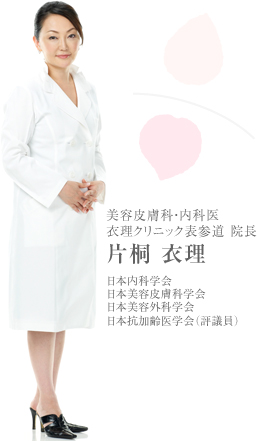 美容皮膚科・内科医
衣理クリニック表参道 院長
片桐 衣理
日本内科学会
日本美容皮膚科学会
日本美容外科学会
日本抗加齢医学会(評議員)